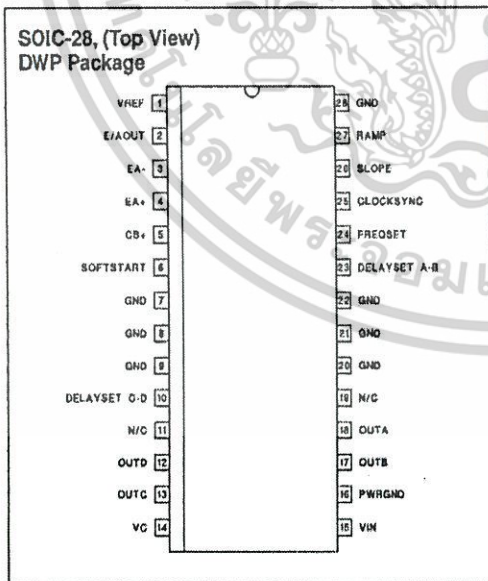 SOIC-28, (Top View)
DWP Package
VREF 1
E/AOUT 2
EA- 3
EA+ 4
CS+ 5
SOFTSTART 6
GND 7
GND 8
GND 9
DELAYSET C-D 10
N/C 11
OUTD 12
OUTC 13
VC 14
28 GND
27 RAMP
26 SLOPE
25 CLOCKSYNC
24 FREQSET
23 DELAYSET A-B
22 GND
21 GND
20 GND
19 N/C
18 OUTA
17 OUTB
16 PWRGND
15 VIN